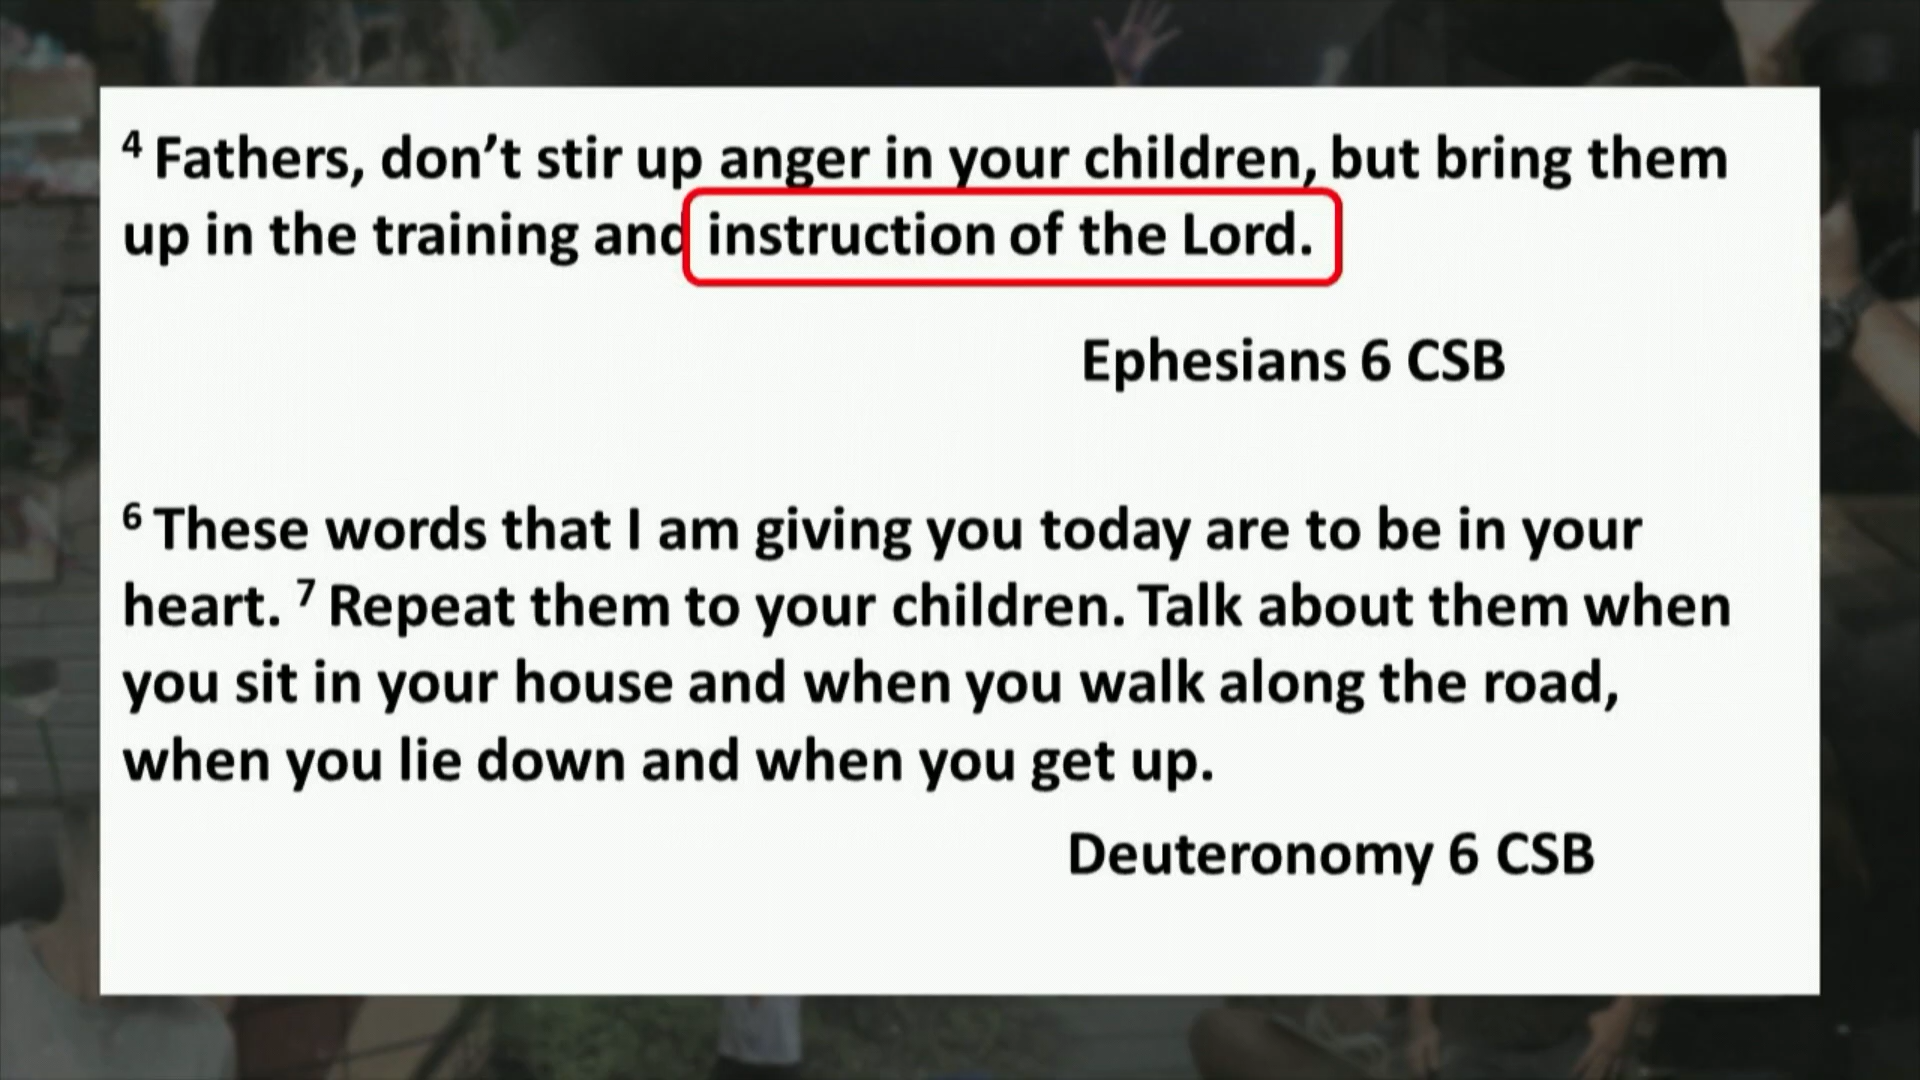 4 Fathers, don’t stir up anger in your children, but bring them
up in the training and instruction of the Lord.
Ephesians 6 CSB
6 These words that I am giving you today are to be in your
heart. 7 Repeat them to your children. Talk about them when
you sit in your house and when you walk along the road,
when you lie down and when you get up.
Deuteronomy 6 CSB